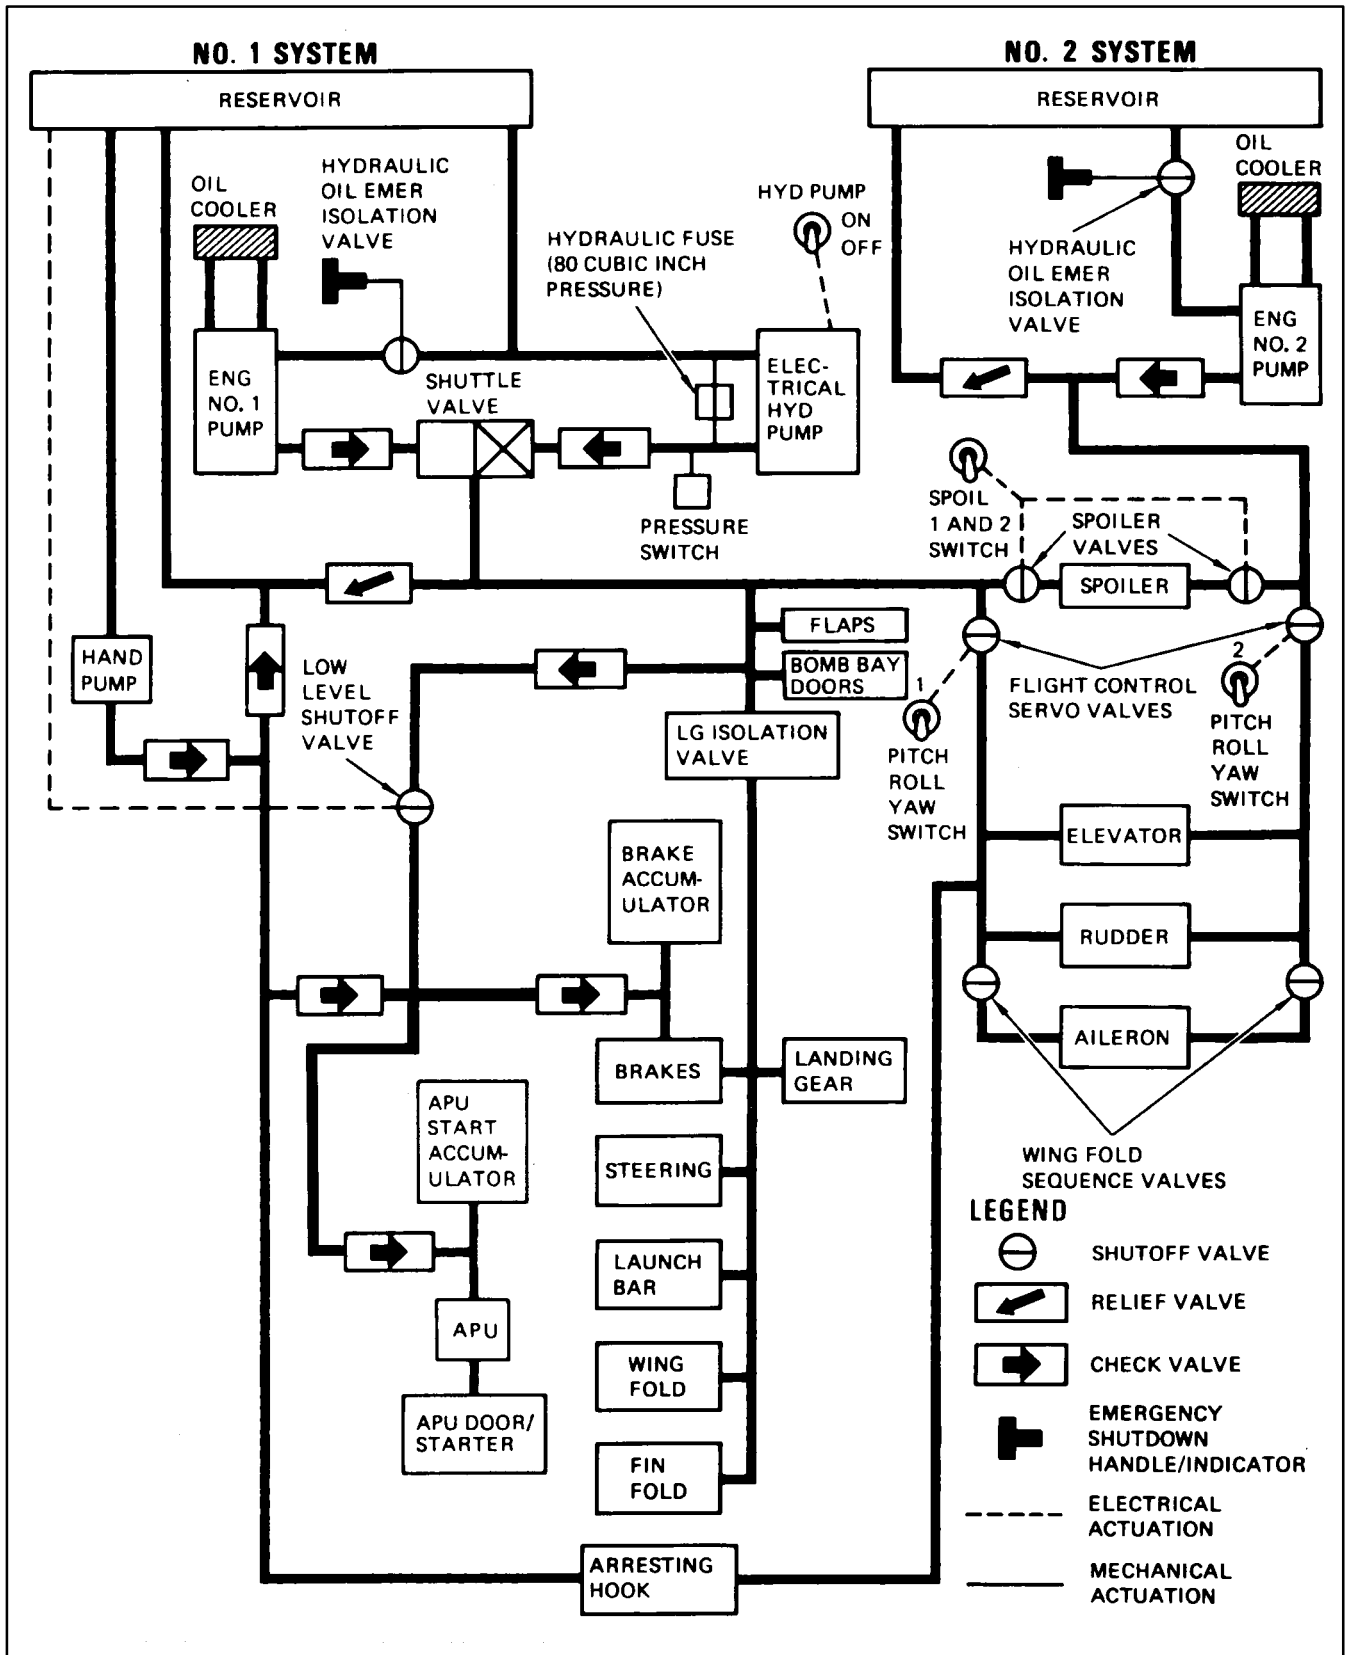 NO. 1 SYSTEM
RESERVOIR
NO. 2 SYSTEM
RESERVOIR
OIL
COOLER
HYDRAULIC
OIL EMER
ISOLATION
VALVE
HYDRAULIC FUSE
(80 CUBIC INCH
PRESSURE)
HYD PUMP
ON
OFF
OIL
COOLER
HYDRAULIC
OIL EMER
ISOLATION
VALVE
ENG
NO. 1
PUMP
SHUTTLE
VALVE
ELEC-
TRICAL
HYD
PUMP
ENG
NO. 2
PUMP
PRESSURE
SWITCH
SPOIL
1 AND 2
SWITCH
SPOILER
VALVES
SPOILER
HAND
PUMP
LOW
LEVEL
SHUTOFF
VALVE
FLAPS
BOMB BAY
DOORS
LG ISOLATION
VALVE
1
PITCH
ROLL
YAW
SWITCH
FLIGHT CONTROL
SERVO VALVES
2
PITCH
ROLL
YAW
SWITCH
BRAKE
ACCUM-
ULATOR
ELEVATOR
RUDDER
AILERON
BRAKES
LANDING
GEAR
APU
START
ACCUM-
ULATOR
STEERING
LAUNCH
BAR
WING
FOLD
FIN
FOLD
APU
APU DOOR/
STARTER
ARRESTING
HOOK
WING FOLD
SEQUENCE VALVES
LEGEND
SHUTOFF VALVE
RELIEF VALVE
CHECK VALVE
EMERGENCY
SHUTDOWN
HANDLE/INDICATOR
ELECTRICAL
ACTUATION
MECHANICAL
ACTUATION